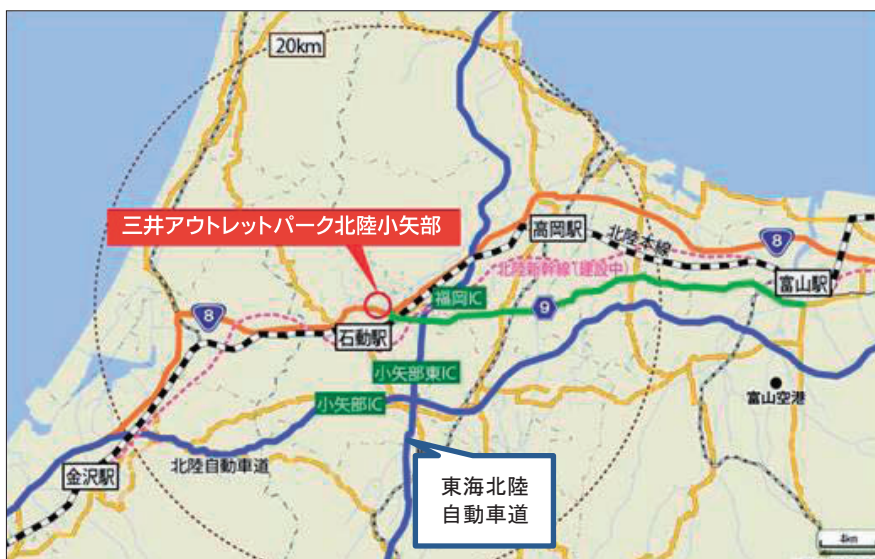 20km
三井アウトレットパーク北陸小矢部
高岡駅
北陸本線
8
北陸新幹線(建設中)
富山駅
福岡IC
9
8
石動駅
小矢部東IC
小矢部IC
富山空港
金沢駅
北陸自動車道
東海北陸
自動車道
4km